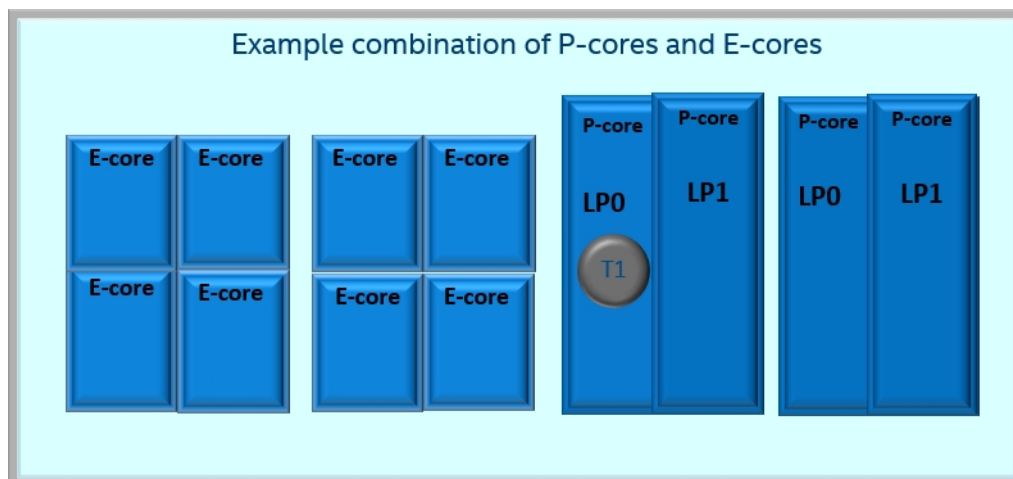 Example combination of P-cores and E-cores
E-core E-core E-core E-core
E-core E-core E-core E-core
P-core P-core P-core P-core
LP0 LP1 LP0 LP1
T1